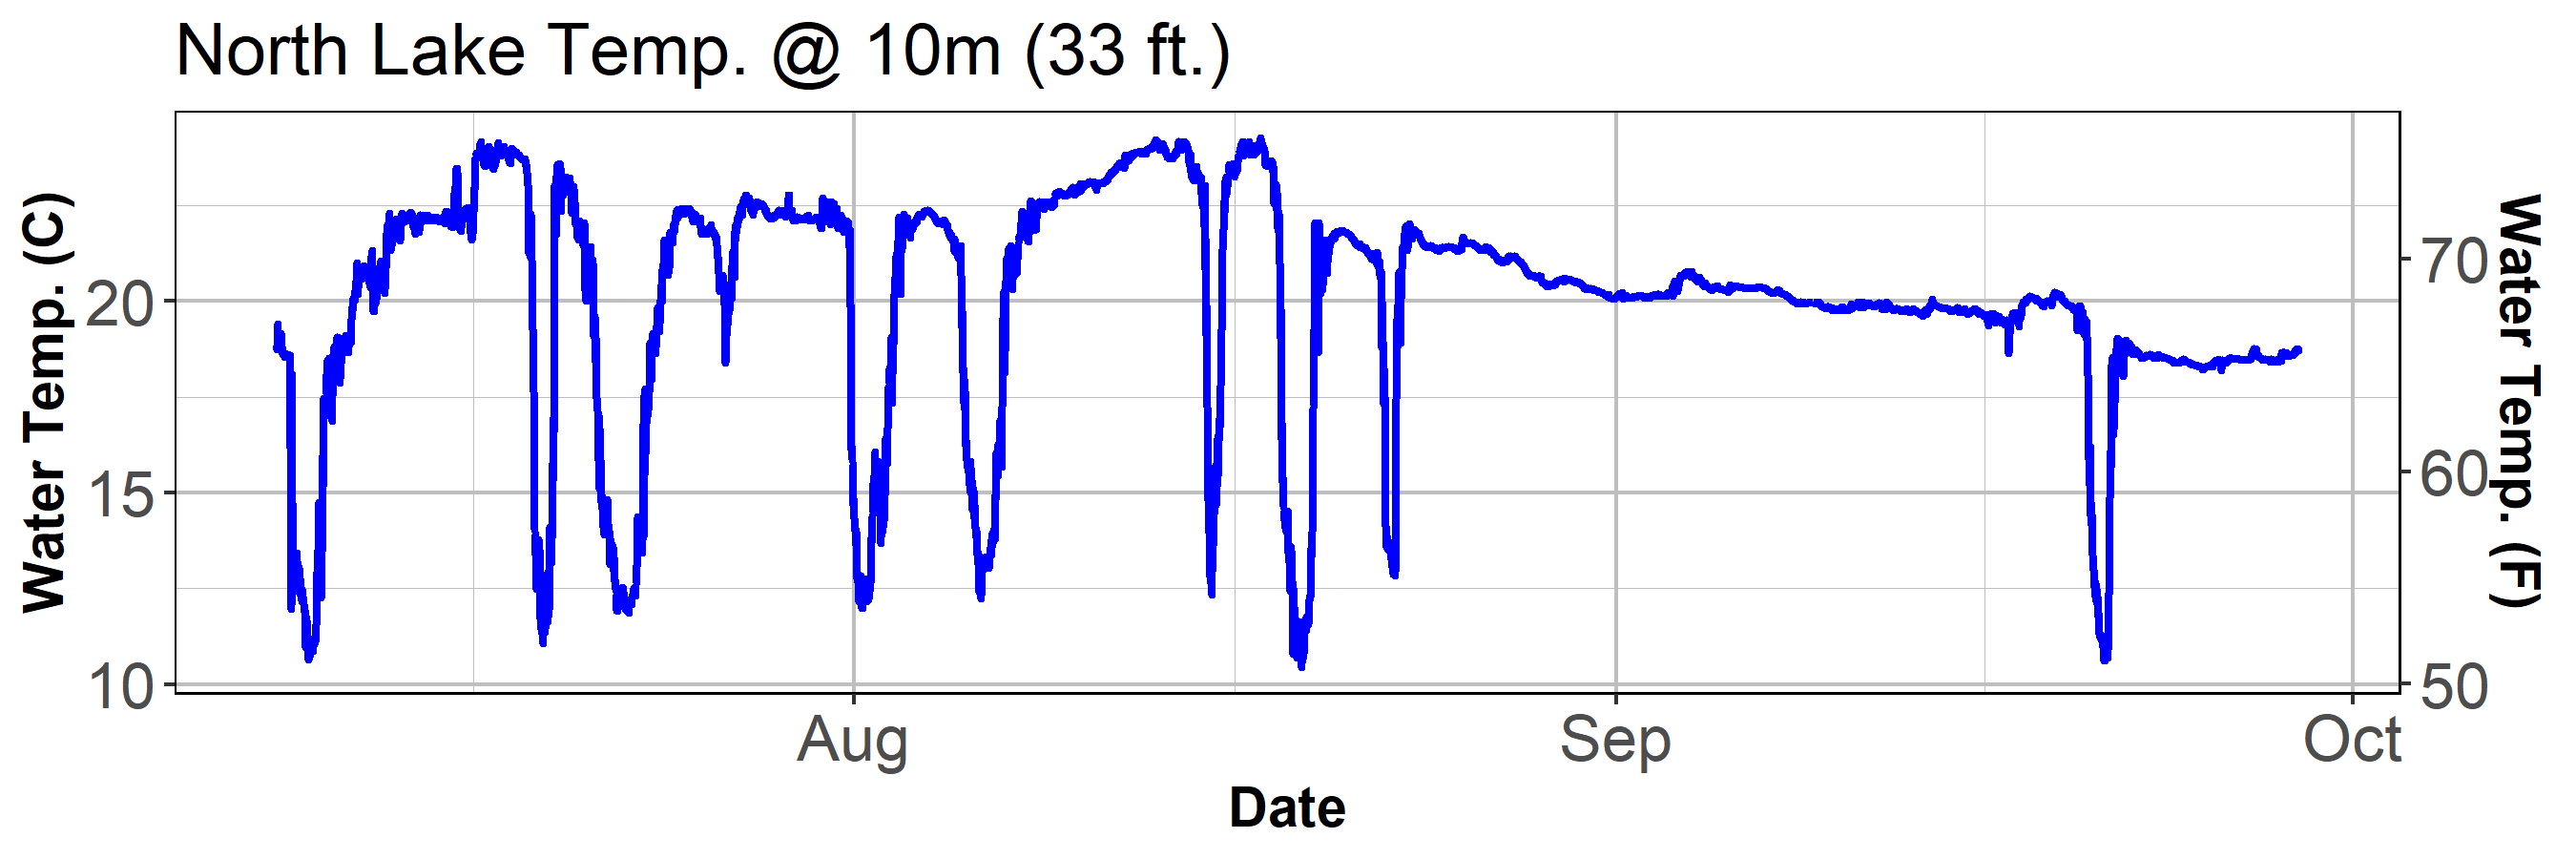 North Lake Temp. @ 10m (33 ft.)
Water Temp. (C)
20
15
10
70
60
50
Water Temp. (F)
Aug
Sep
Oct
Date